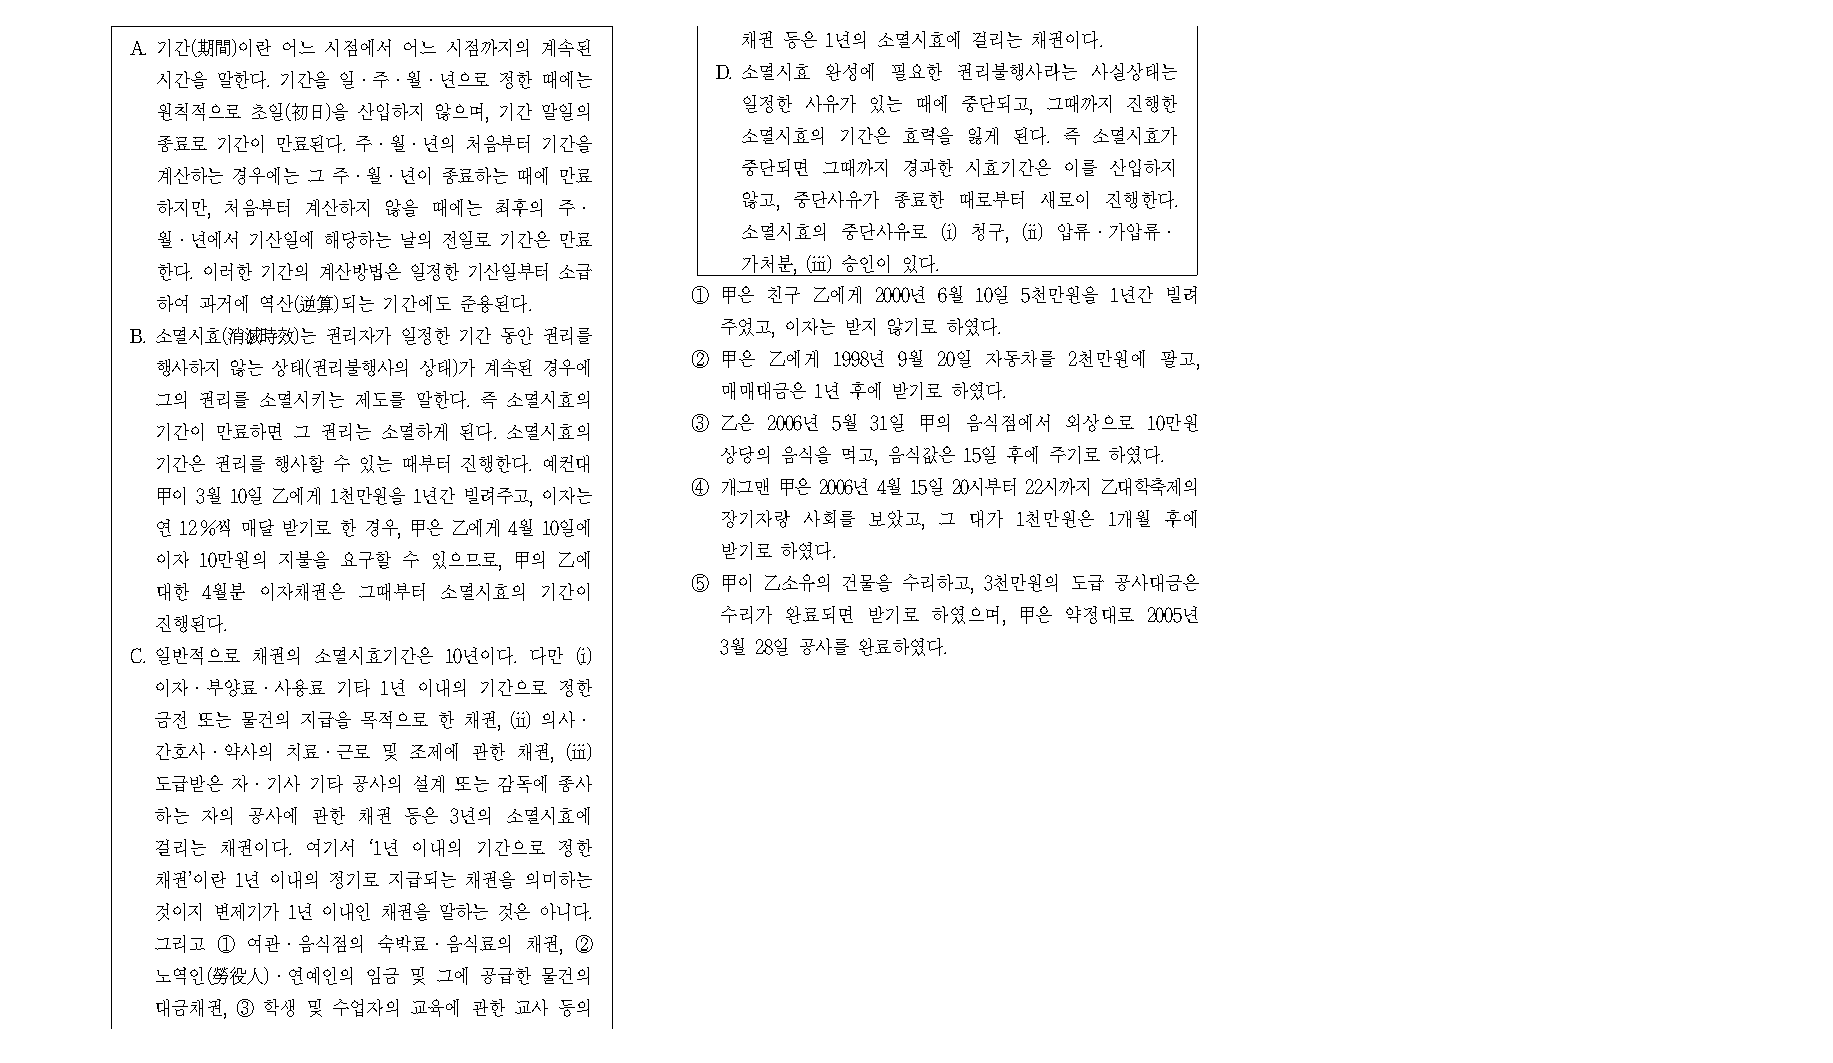 A. 기간(期間)이란 어느 시점에서 어느 시점까지의 계속된
시간을 말한다. 기간을 일·주·월·년으로 정한 때에는
원칙적으로 초일(初日)을 산입하지 않으며, 기간 말일의
종료로 기간이 만료된다. 주·월·년의 처음부터 기간을
계산하는 경우에는 그 주·월·년이 종료하는 때에 만료
하지만, 처음부터 계산하지 않을 때에는 최후의 주·
월·년에서 기산일에 해당하는 날의 전일로 기간은 만료
한다. 이러한 기간의 계산방법은 일정한 기산일부터 소급
하여 과거에 역산(逆算)되는 기간에도 준용된다.
B. 소멸시효(消滅時效)는 권리자가 일정한 기간 동안 권리를
행사하지 않는 상태(권리불행사의 상태)가 계속된 경우에
그의 권리를 소멸시키는 제도를 말한다. 즉 소멸시효의
기간이 만료하면 그 권리는 소멸하게 된다. 소멸시효의
기간은 권리를 행사할 수 있는 때부터 진행한다. 예컨대
甲이 3월 10일 乙에게 1천만원을 1년간 빌려주고, 이자는
연 12%씩 매달 받기로 한 경우, 甲은 乙에게 4월 10일에
이자 10만원의 지불을 요구할 수 있으므로, 甲의 乙에
대한 4월분 이자채권은 그때부터 소멸시효의 기간이
진행된다.
C. 일반적으로 채권의 소멸시효기간은 10년이다. 다만 (ⅰ)
이자·부양료·사용료 기타 1년 이내의 기간으로 정한
금전 또는 물건의 지급을 목적으로 한 채권, (ⅱ) 의사·
간호사·약사의 치료·근로 및 조제에 관한 채권, (ⅲ)
도급받은 자·기사 기타 공사의 설계 또는 감독에 종사
하는 자의 공사에 관한 채권 등은 3년의 소멸시효에
걸리는 채권이다. 여기서 ‘1년 이내의 기간으로 정한
채권’이란 1년 이내의 정기로 지급되는 채권을 의미하는
것이지 변제기가 1년 이내인 채권을 말하는 것은 아니다.
그리고 ① 여관·음식점의 숙박료·음식료의 채권, ②
노역인(勞役人)·연예인의 임금 및 그에 공급한 물건의
대금채권, ③ 학생 및 수업자의 교육에 관한 교사 등의
채권 등은 1년의 소멸시효에 걸리는 채권이다.
D. 소멸시효 완성에 필요한 권리불행사라는 사실상태는
일정한 사유가 있는 때에 중단되고, 그때까지 진행한
소멸시효의 기간은 효력을 잃게 된다. 즉 소멸시효가
중단되면 그때까지 경과한 시효기간은 이를 산입하지
않고, 중단사유가 종료한 때로부터 새로이 진행한다.
소멸시효의 중단사유로 (ⅰ) 청구, (ⅱ) 압류·가압류·
가처분, (ⅲ) 승인이 있다.
① 甲은 친구 乙에게 2000년 6월 10일 5천만원을 1년간 빌려
주었고, 이자는 받지 않기로 하였다.
② 甲은 乙에게 1998년 9월 20일 자동차를 2천만원에 팔고,
매매대금은 1년 후에 받기로 하였다.
③ 乙은 2006년 5월 31일 甲의 음식점에서 외상으로 10만원
상당의 음식을 먹고, 음식값은 15일 후에 주기로 하였다.
④ 개그맨 甲은 2006년 4월 15일 20시부터 22시까지 乙대학축제의
장기자랑 사회를 보았고, 그 대가 1천만원은 1개월 후에
받기로 하였다.
⑤ 甲이 乙소유의 건물을 수리하고, 3천만원의 도급 공사대금은
수리가 완료되면 받기로 하였으며, 甲은 약정대로 2005년
3월 28일 공사를 완료하였다.